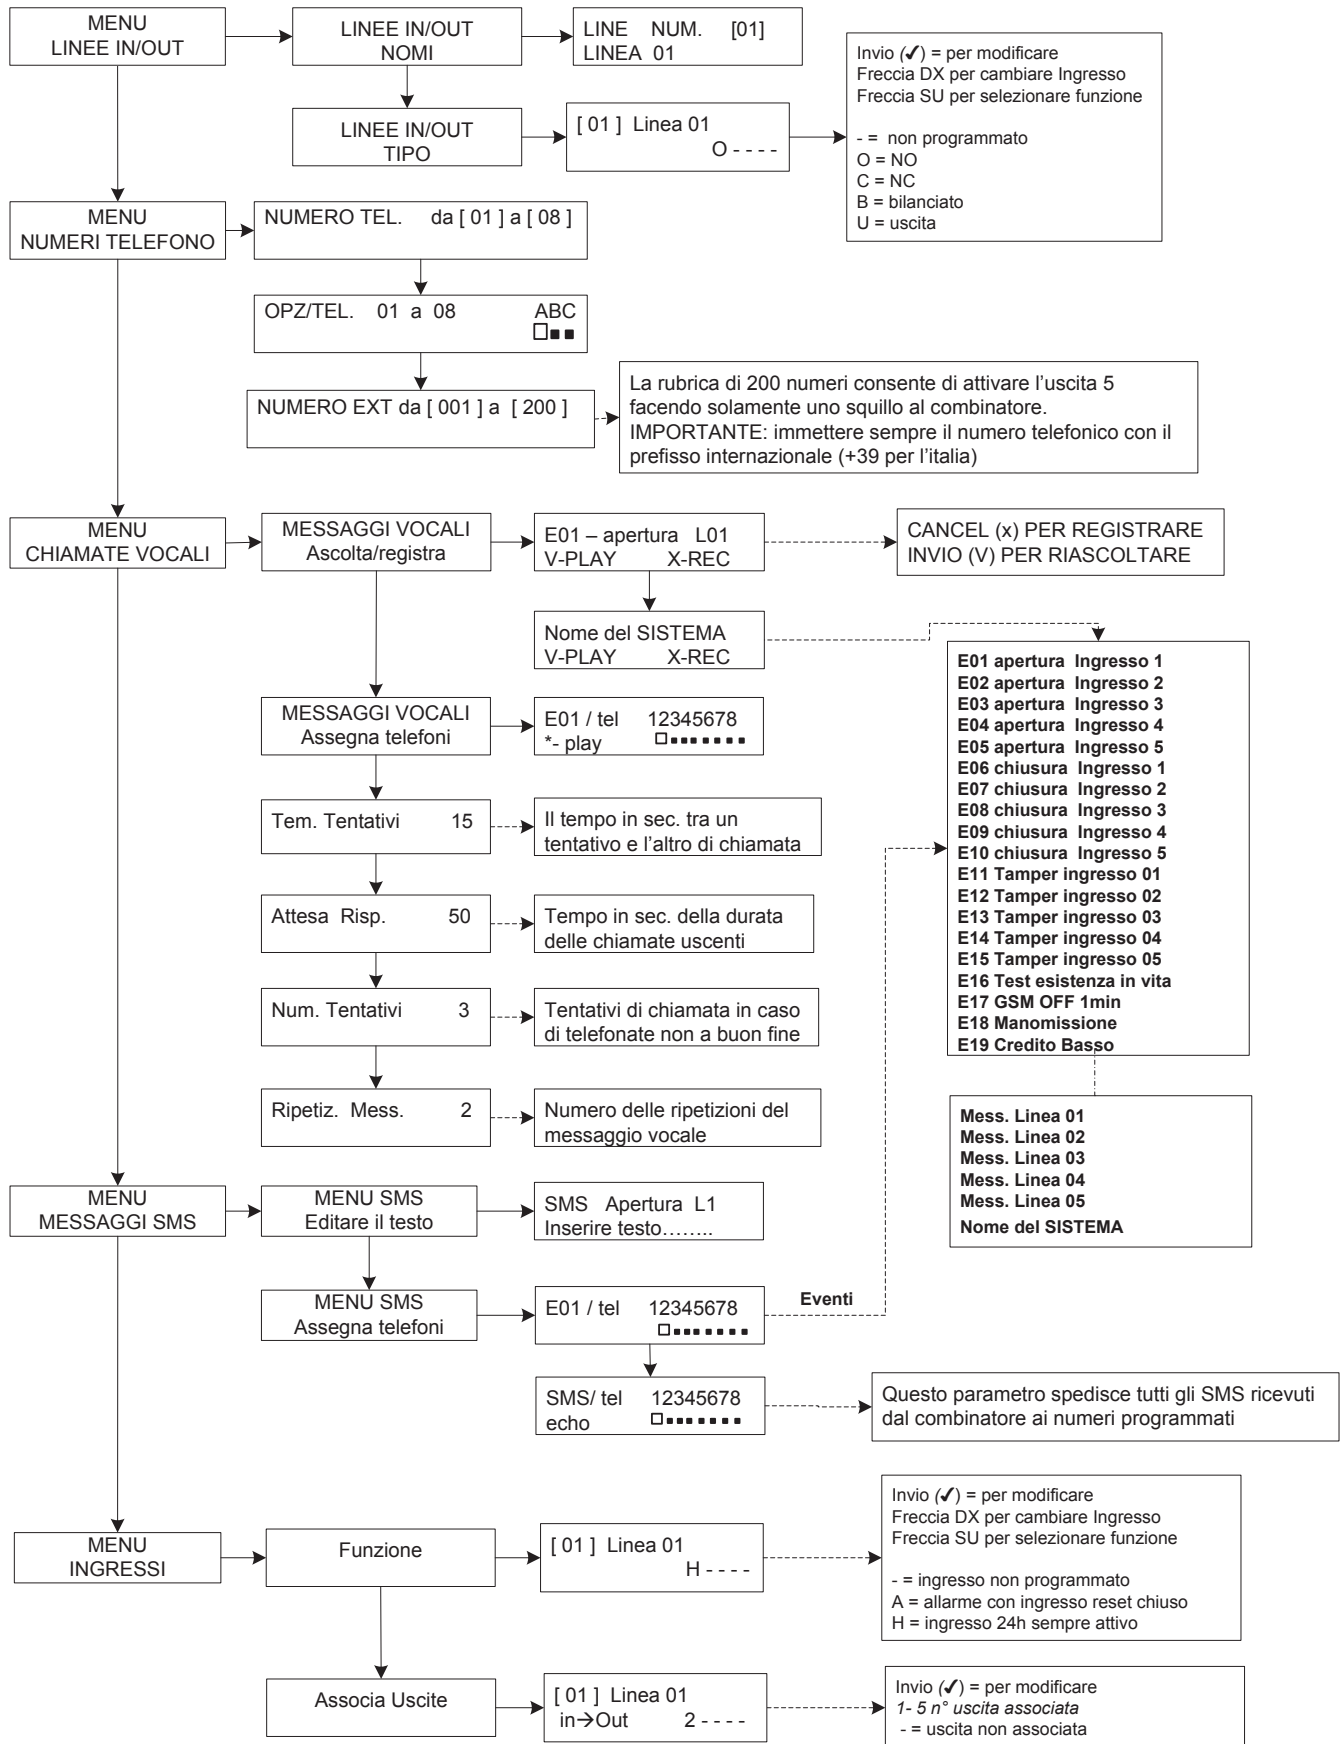 MENU
LINEE IN/OUT
LINEE IN/OUT
NOMI
LINE NUM. [01]
LINEA 01
Invio (✓) = per modificare
Freccia DX per cambiare Ingresso
Freccia SU per selezionare funzione
- = non programmato
O = NO
C = NC
B = bilanciato
U = uscita
LINEE IN/OUT
TIPO
[ 01 ] Linea 01
O - - - -
MENU
NUMERI TELEFONO
NUMERO TEL. da [ 01 ] a [ 08 ]
OPZ/TEL. 01 a 08 ABC
□■■
NUMERO EXT da [ 001 ] a [ 200 ]
La rubrica di 200 numeri consente di attivare l'uscita 5
facendo solamente uno squillo al combinatore.
IMPORTANTE: immettere sempre il numero telefonico con il
prefisso internazionale (+39 per l'italia)
MENU
CHIAMATE VOCALI
MESSAGGI VOCALI
Ascolta/registra
E01 – apertura L01
V-PLAY X-REC
CANCEL (x) PER REGISTRARE
INVIO (V) PER RIASCOLTARE
Nome del SISTEMA
V-PLAY X-REC
E01 apertura Ingresso 1
E02 apertura Ingresso 2
E03 apertura Ingresso 3
E04 apertura Ingresso 4
E05 apertura Ingresso 5
E06 chiusura Ingresso 1
E07 chiusura Ingresso 2
E08 chiusura Ingresso 3
E09 chiusura Ingresso 4
E10 chiusura Ingresso 5
E11 Tamper ingresso 01
E12 Tamper ingresso 02
E13 Tamper ingresso 03
E14 Tamper ingresso 04
E15 Tamper ingresso 05
E16 Test esistenza in vita
E17 GSM OFF 1min
E18 Manomissione
E19 Credito Basso
MESSAGGI VOCALI
Assegna telefoni
E01 / tel 12345678
*- play □■■■■■■■
Tem. Tentativi 15
Il tempo in sec. tra un
tentativo e l'altro di chiamata
Attesa Risp. 50
Tempo in sec. della durata
delle chiamate uscenti
Num. Tentativi 3
Tentativi di chiamata in caso
di telefonate non a buon fine
Ripetiz. Mess. 2
Numero delle ripetizioni del
messaggio vocale
Mess. Linea 01
Mess. Linea 02
Mess. Linea 03
Mess. Linea 04
Mess. Linea 05
Nome del SISTEMA
MENU
MESSAGGI SMS
MENU SMS
Editare il testo
SMS Apertura L1
Inserire testo……..
MENU SMS
Assegna telefoni
E01 / tel 12345678
□■■■■■■■
Eventi
SMS/ tel 12345678
echo □■■■■■■■
Questo parametro spedisce tutti gli SMS ricevuti
dal combinatore ai numeri programmati
MENU
INGRESSI
Funzione
[ 01 ] Linea 01
H - - - -
Invio (✓) = per modificare
Freccia DX per cambiare Ingresso
Freccia SU per selezionare funzione
- = ingresso non programmato
A = allarme con ingresso reset chiuso
H = ingresso 24h sempre attivo
Associa Uscite
[ 01 ] Linea 01
in→Out 2 - - - -
Invio (✓) = per modificare
1- 5 n° uscita associata
- = uscita non associata